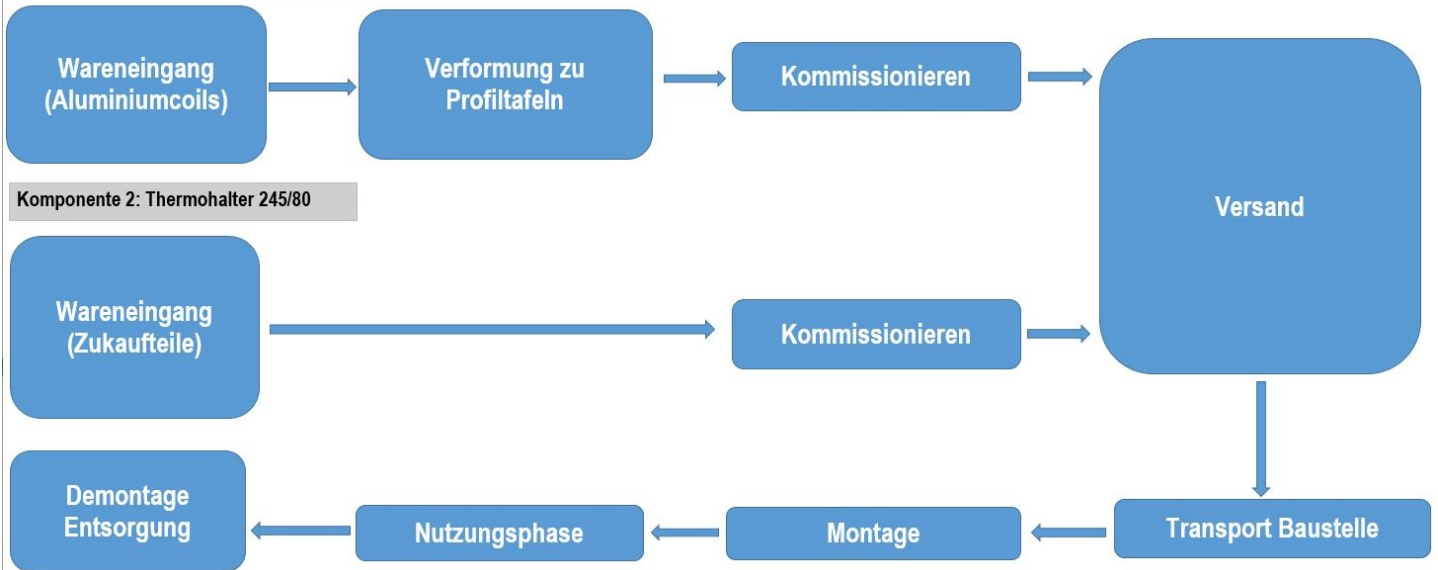 Wareneingang
(Aluminiumcoils)
Verformung zu
Profiltafeln
Kommissionieren
Versand
Komponente 2: Thermohalter 245/80
Wareneingang
(Zukaufteile)
Kommissionieren
Demontage
Entsorgung
Nutzungsphase
Montage
Transport Baustelle